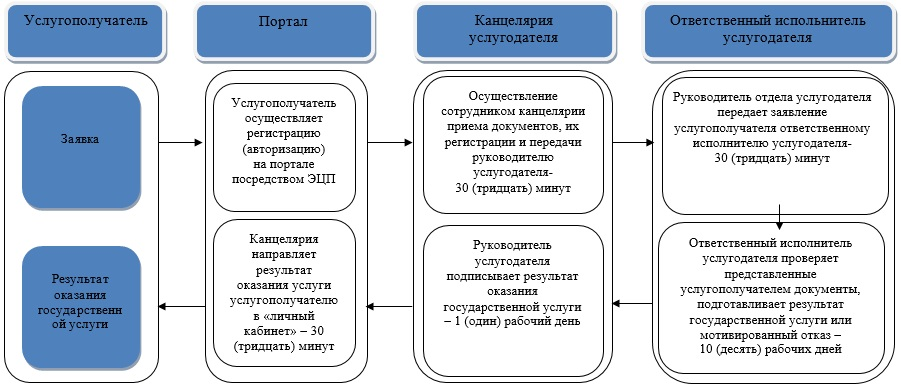 Услугополучатель
Портал
Канцелярия
услугодателя
Ответственный испольнитель
услугодателя
Заявка
Услугополучатель
осуществляет
регистрацию
(авторизацию)
на портале
посредством ЭЦП
Осуществление
сотрудником канцелярии
приема документов, их
регистрации и передачи
руководителю
услугодателя-
30 (тридцать) минут
Руководитель отдела услугодателя
передает заявление
услугополучателя ответственному
исполнителю услугодателя-
30 (тридцать) минут
Результат
оказания
государственн
ой услуги
Канцелярия
направляет
результат
оказания услуги
услугополучателю
в «личный
кабинет» – 30
(тридцать) минут
Руководитель
услугодателя
подписывает результат
оказания
государственной услуги
– 1 (один) рабочий день
Ответственный исполнитель
услугодателя проверяет
представленные
услугополучателем документы,
подготавливает результат
государственной услуги или
мотивированный отказ –
10 (десять) рабочих дней